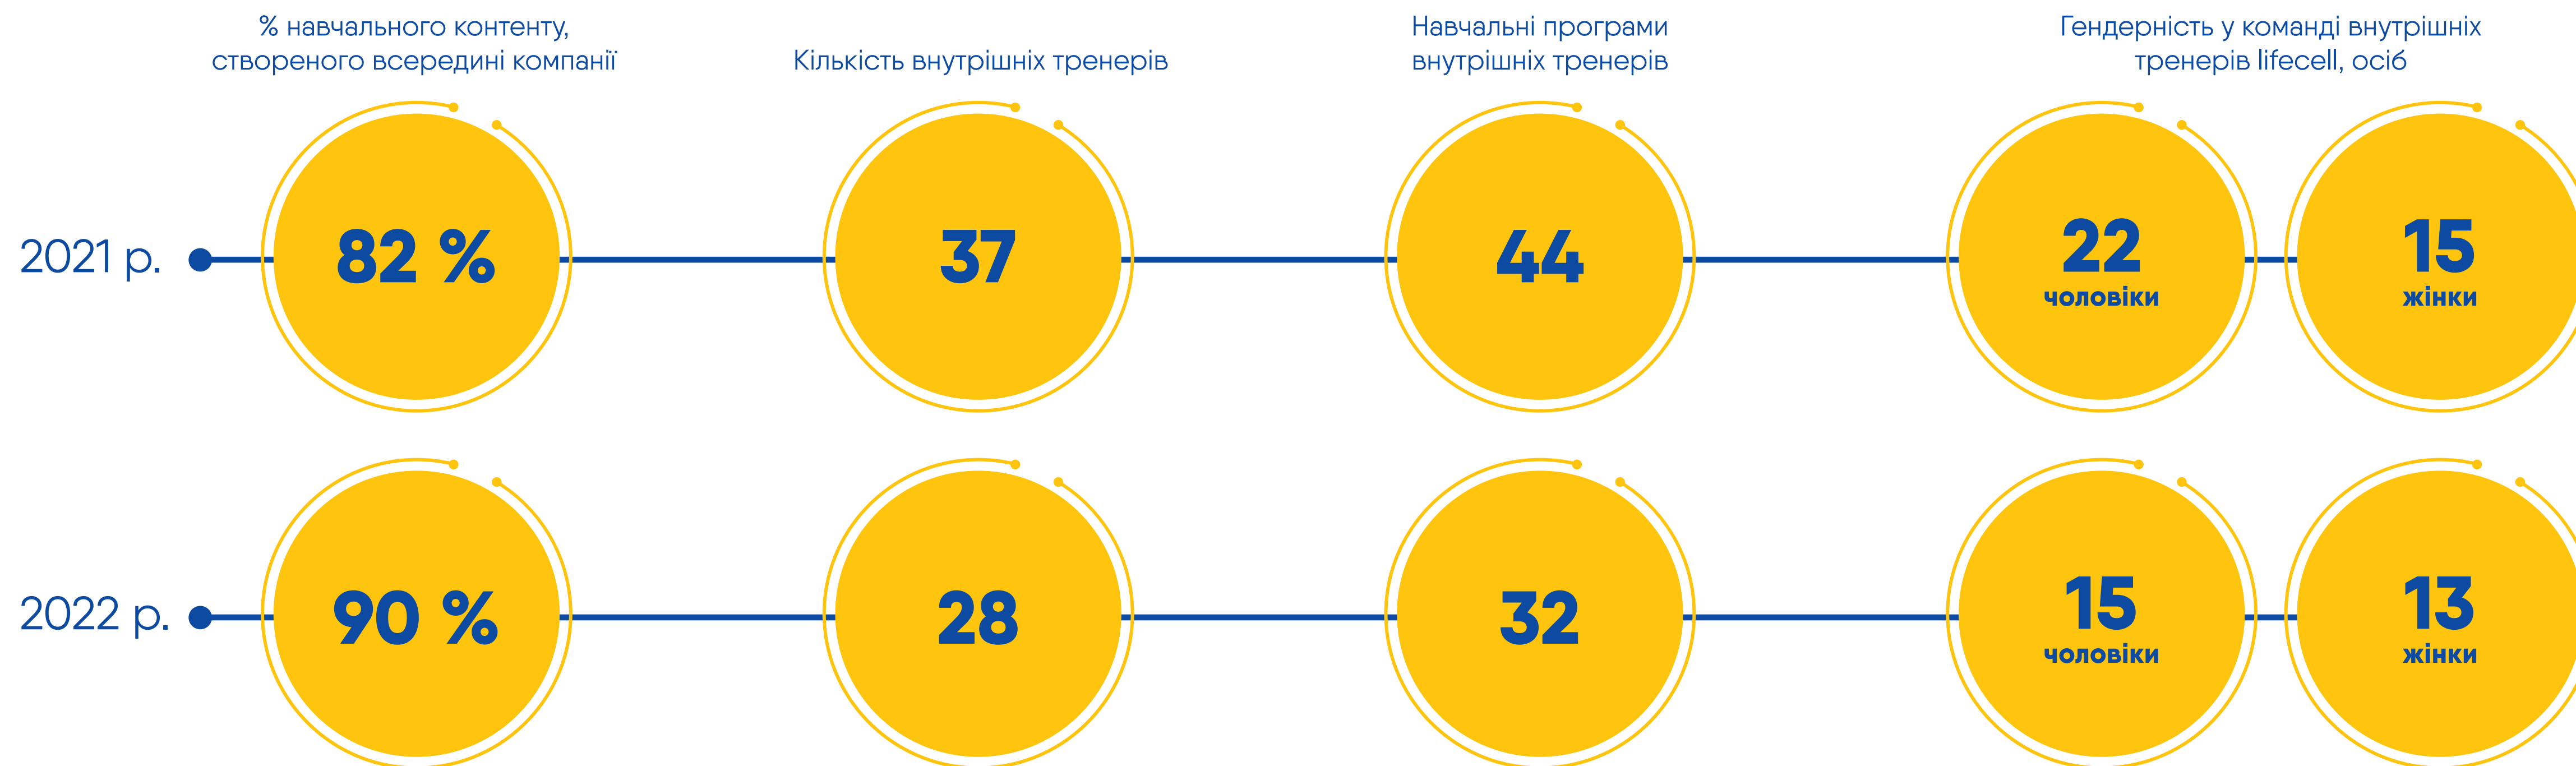 % навчального контенту,
створеного всередині компанії
Кількість внутрішніх тренерів
Навчальні програми
внутрішніх тренерів
Гендерність у команді внутрішніх
тренерів lifecell, осіб
2021 р.
82 %
37
44
22
чоловіки
15
жінки
2022 р.
90 %
28
32
15
чоловіки
13
жінки